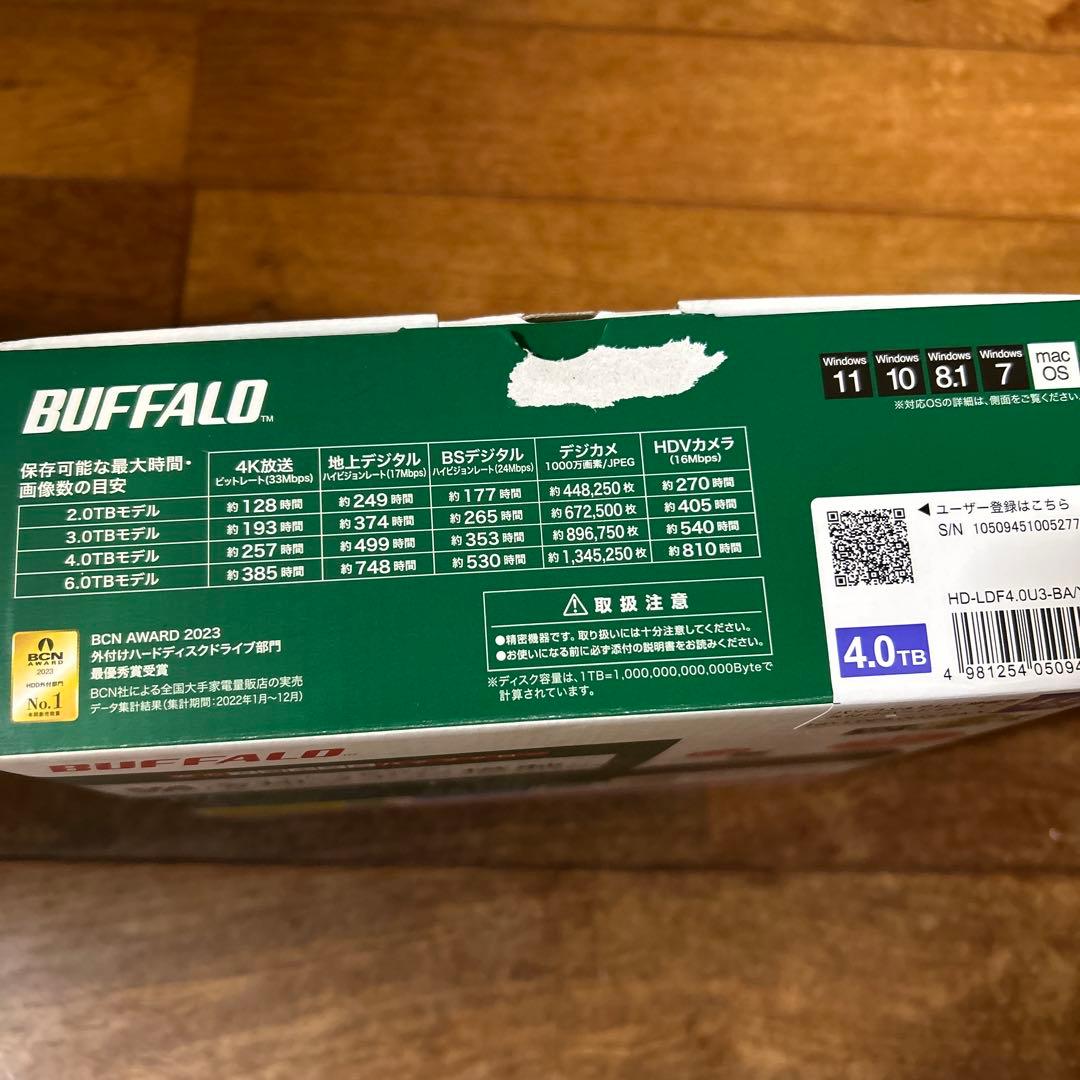 BUFFALO™
Windows 11 Windows 10 Windows 8.1 Windows 7 mac OS
※対応OSの詳細は、側面をご覧ください。
保存可能な最大時間・画像数の目安 4K放送 ビットレート(33Mbps) 地上デジタル ハイビジョンレート(17Mbps) BSデジタル ハイビジョンレート(24Mbps) デジカメ 1000万画素/JPEG HDVカメラ (16Mbps)
2.0TBモデル 約128時間 約249時間 約177時間 約448,250枚 約270時間
3.0TBモデル 約193時間 約374時間 約265時間 約672,500枚 約405時間
4.0TBモデル 約257時間 約499時間 約353時間 約896,750枚 約540時間
6.0TBモデル 約385時間 約748時間 約530時間 約1,345,250枚 約810時間
⚠取扱注意
●精密機器です。取り扱いには十分注意してください。
●お使いになる前に必ず添付の説明書をお読みください。
※ディスク容量は、1TB=1,000,000,000,000Byteで
計算されています。
BCN
AWARD
2023
HDD外付部門
No.1
年間販売数量
BCN AWARD 2023
外付けハードディスクドライブ部門
最優秀賞受賞
BCN社による全国大手家電量販店の実売
データ集計結果(集計期間:2022年1月〜12月)
◀ユーザー登録はこちら
S/N 10509451005277
HD-LDF4.0U3-BA/
4.0TB
4 981254 05094
BUFFALO